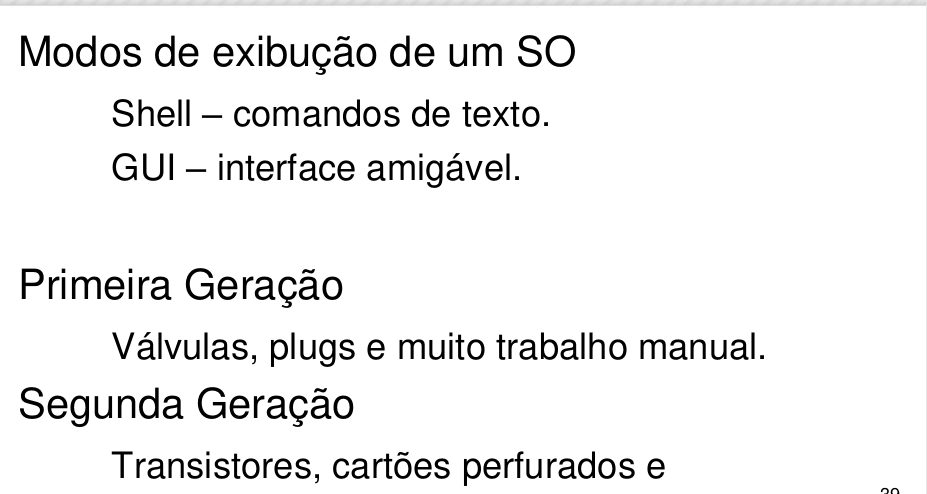 Modos de exibução de um SO
Shell – comandos de texto.
GUI – interface amigável.
Primeira Geração
Válvulas, plugs e muito trabalho manual.
Segunda Geração
Transistores, cartões perfurados e